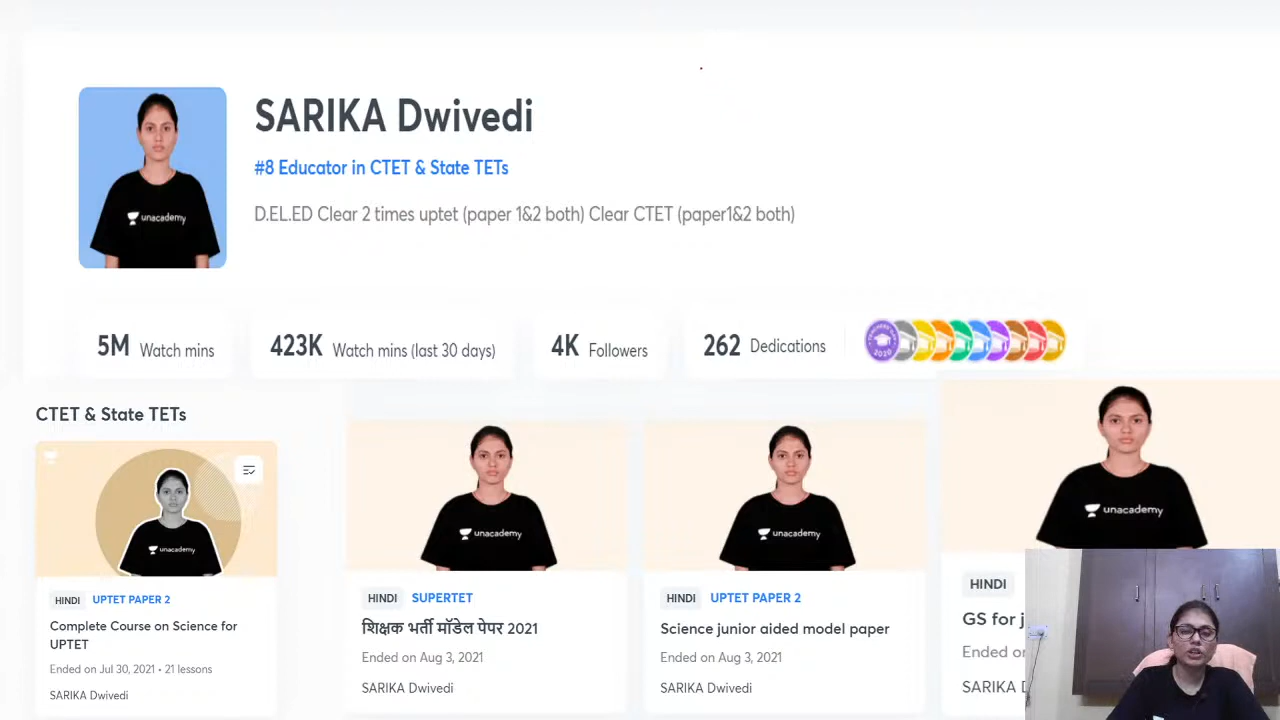 SARIKA Dwivedi
#8 Educator in CTET & State TETs
D.EL.ED Clear 2 times uptet (paper 1&2 both) Clear CTET (paper1&2 both)
unacademy
5M Watch mins
423K Watch mins (last 30 days)
4K Followers
262 Dedications
2020
CTET & State TETs
unacademy
HINDI UPTET PAPER 2
Complete Course on Science for
UPTET
Ended on Jul 30, 2021 • 21 lessons
SARIKA Dwivedi
unacademy
HINDI SUPERTET
शिक्षक भर्ती मॉडेल पेपर 2021
Ended on Aug 3, 2021
SARIKA Dwivedi
unacademy
HINDI UPTET PAPER 2
Science junior aided model paper
Ended on Aug 3, 2021
SARIKA Dwivedi
unacademy
HINDI
GS for j
Ended on
SARIKA D